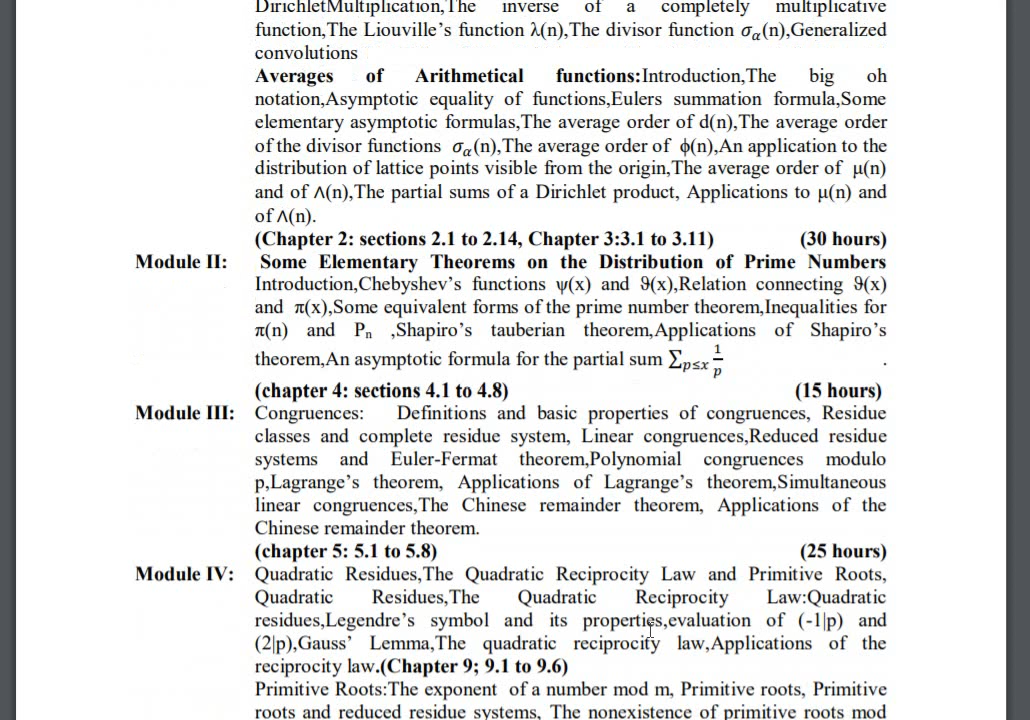 DirichletMultiplication,The inverse of a completely multiplicative
function,The Liouville's function λ(n),The divisor function σα(n),Generalized
convolutions
Averages of Arithmetical functions:Introduction,The big oh
notation,Asymptotic equality of functions,Eulers summation formula,Some
elementary asymptotic formulas,The average order of d(n),The average order
of the divisor functions σα(n),The average order of ϕ(n),An application to the
distribution of lattice points visible from the origin,The average order of μ(n)
and of Λ(n),The partial sums of a Dirichlet product, Applications to μ(n) and
of Λ(n).
(Chapter 2: sections 2.1 to 2.14, Chapter 3:3.1 to 3.11) (30 hours)
Module II: Some Elementary Theorems on the Distribution of Prime Numbers
Introduction,Chebyshev's functions ψ(x) and ϑ(x),Relation connecting ϑ(x)
and π(x),Some equivalent forms of the prime number theorem,Inequalities for
π(n) and Pn ,Shapiro's tauberian theorem,Applications of Shapiro's
theorem,An asymptotic formula for the partial sum ∑p≤x 1/p .
(chapter 4: sections 4.1 to 4.8) (15 hours)
Module III: Congruences: Definitions and basic properties of congruences, Residue
classes and complete residue system, Linear congruences,Reduced residue
systems and Euler-Fermat theorem,Polynomial congruences modulo
p,Lagrange's theorem, Applications of Lagrange's theorem,Simultaneous
linear congruences,The Chinese remainder theorem, Applications of the
Chinese remainder theorem.
(chapter 5: 5.1 to 5.8) (25 hours)
Module IV: Quadratic Residues,The Quadratic Reciprocity Law and Primitive Roots,
Quadratic Residues,The Quadratic Reciprocity Law:Quadratic
residues,Legendre's symbol and its properties,evaluation of (-1|p) and
(2|p),Gauss' Lemma,The quadratic reciprocity law,Applications of the
reciprocity law.(Chapter 9; 9.1 to 9.6)
Primitive Roots:The exponent of a number mod m, Primitive roots, Primitive
roots and reduced residue systems, The nonexistence of primitive roots mod